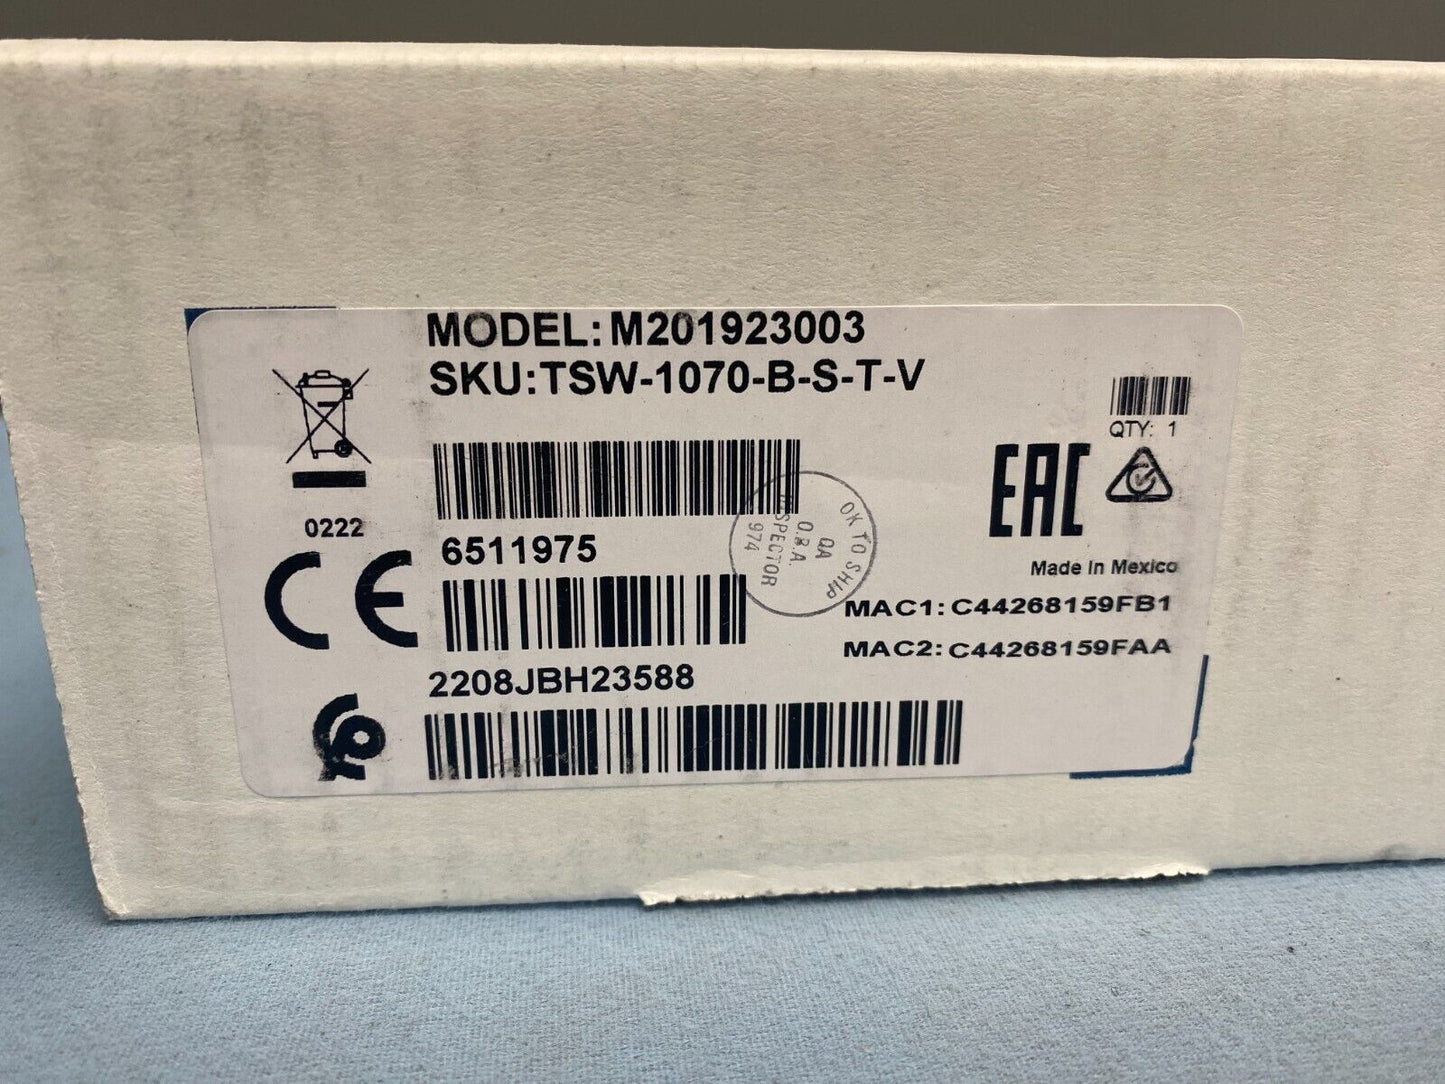 MODEL: M201923003
SKU:TSW-1070-B-S-T-V
QTY: 1
EAC
0222
6511975
OK TO SHIP
QA
O.B.A.
INSPECTOR
974
CE
Made in Mexico
MAC1: C44268159FB1
MAC2: C44268159FAA
2208JBH23588